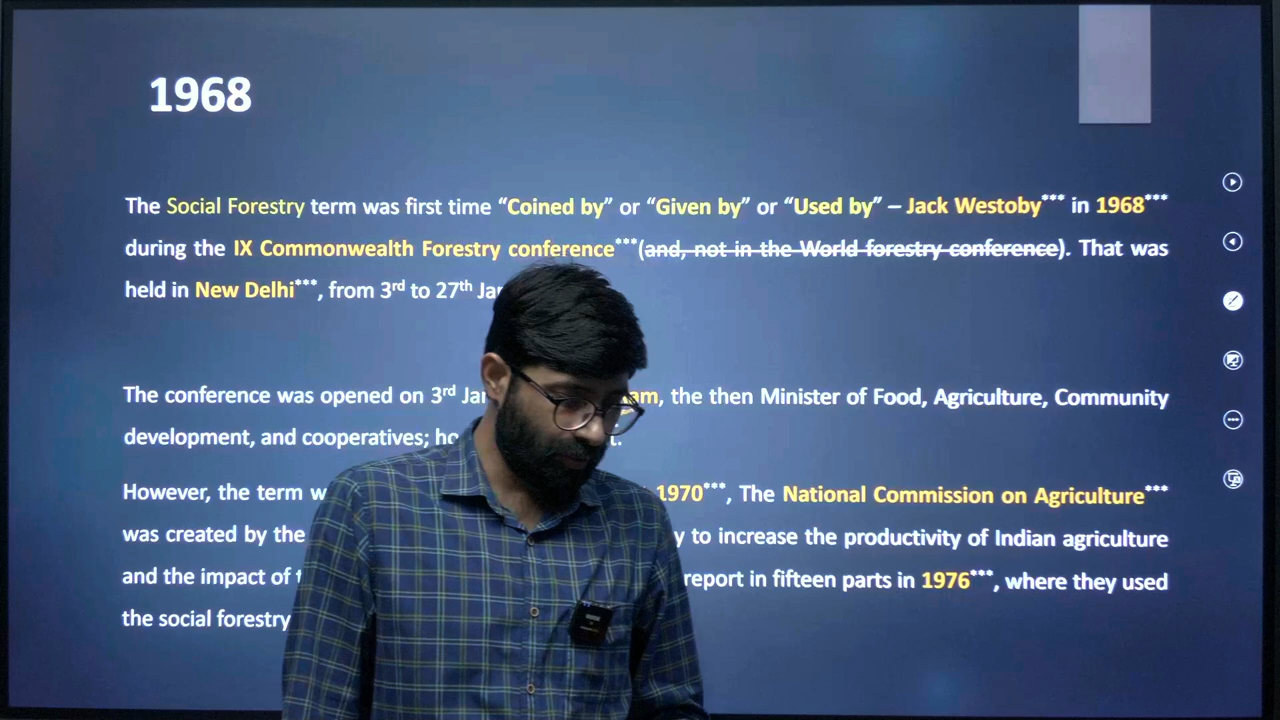 1968
The Social Forestry term was first time “Coined by” or “Given by” or “Used by” – Jack Westoby*** in 1968***
during the IX Commonwealth Forestry conference***(and, not in the World forestry conference). That was
held in New Delhi***, from 3rd to 27th
The conference was opened on 3rd , the then Minister of Food, Agriculture, Community
development, and cooperatives;
However, the term 1970***, The National Commission on Agriculture***
was created by the to increase the productivity of Indian agriculture
and the impact of report in fifteen parts in 1976***, where they used
the social forestry